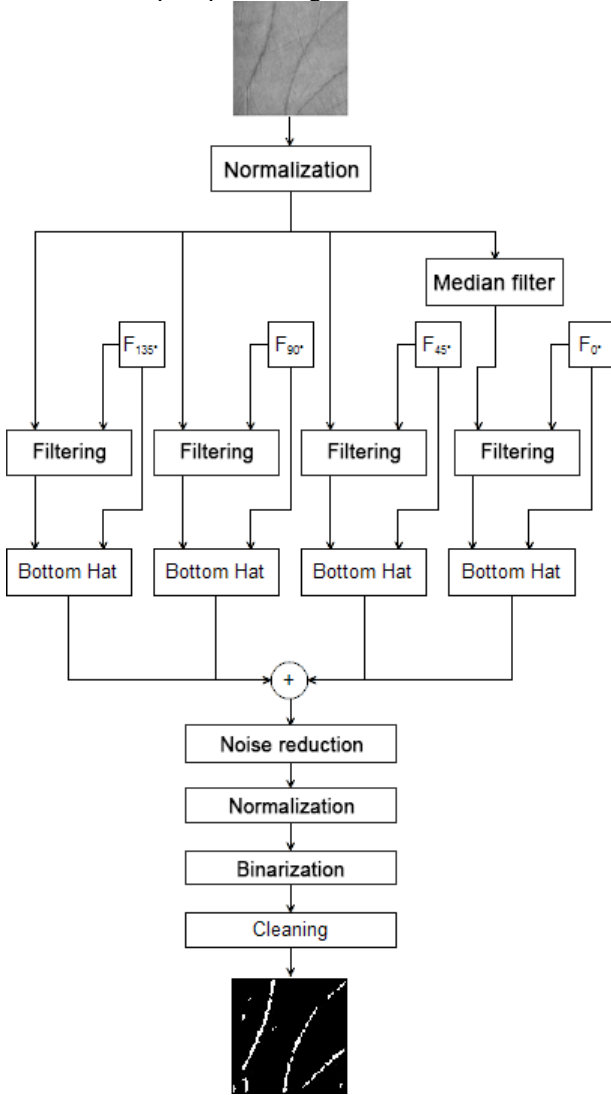 Normalization
Median filter
F135°
F90°
F45°
F0°
Filtering
Filtering
Filtering
Filtering
Bottom Hat
Bottom Hat
Bottom Hat
Bottom Hat
+
Noise reduction
Normalization
Binarization
Cleaning